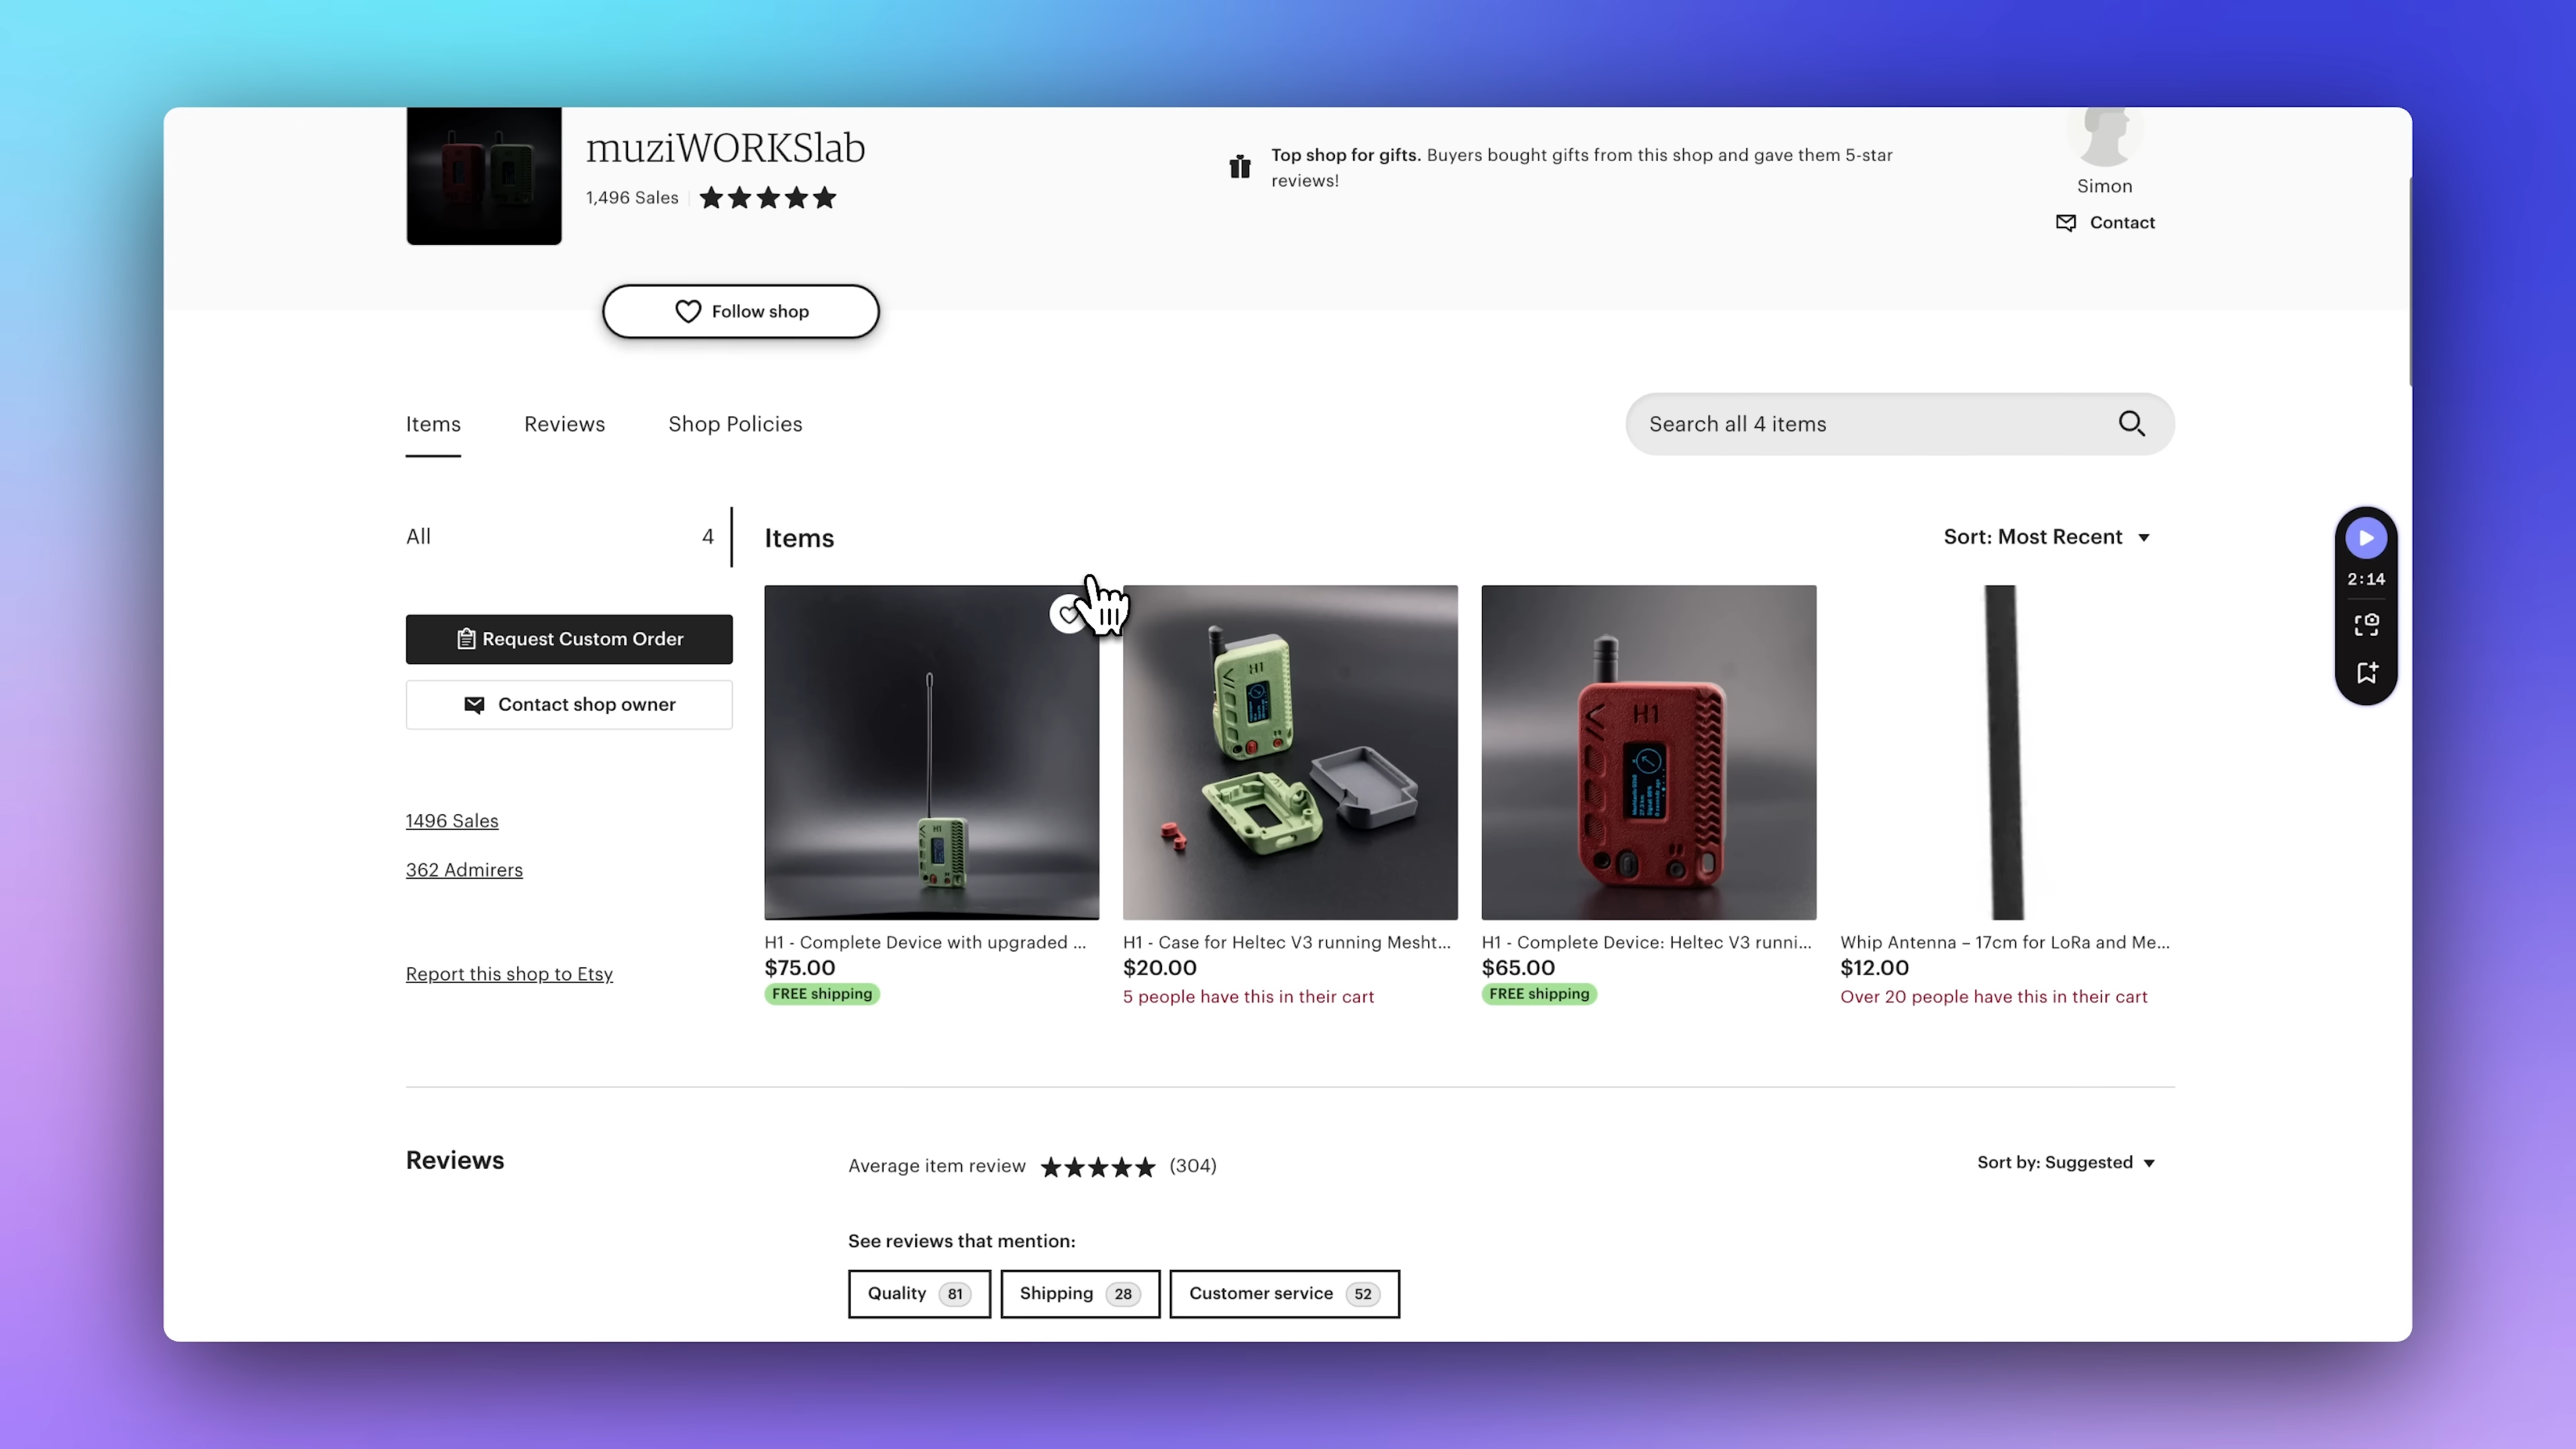 muziWORKSlab
1,496 Sales
Top shop for gifts. Buyers bought gifts from this shop and gave them 5-star
reviews!
Simon
Contact
Follow shop
Items
Reviews
Shop Policies
Search all 4 items
All 4
Items
Sort: Most Recent
2:14
Request Custom Order
Contact shop owner
1496 Sales
362 Admirers
Report this shop to Etsy
H1
H1
H1
H1 - Complete Device with upgraded ...
$75.00
FREE shipping
H1 - Case for Heltec V3 running Mesht...
$20.00
5 people have this in their cart
H1 - Complete Device: Heltec V3 runni...
$65.00
FREE shipping
Whip Antenna – 17cm for LoRa and Me...
$12.00
Over 20 people have this in their cart
Reviews
Average item review (304)
Sort by: Suggested
See reviews that mention:
Quality 81
Shipping 28
Customer service 52